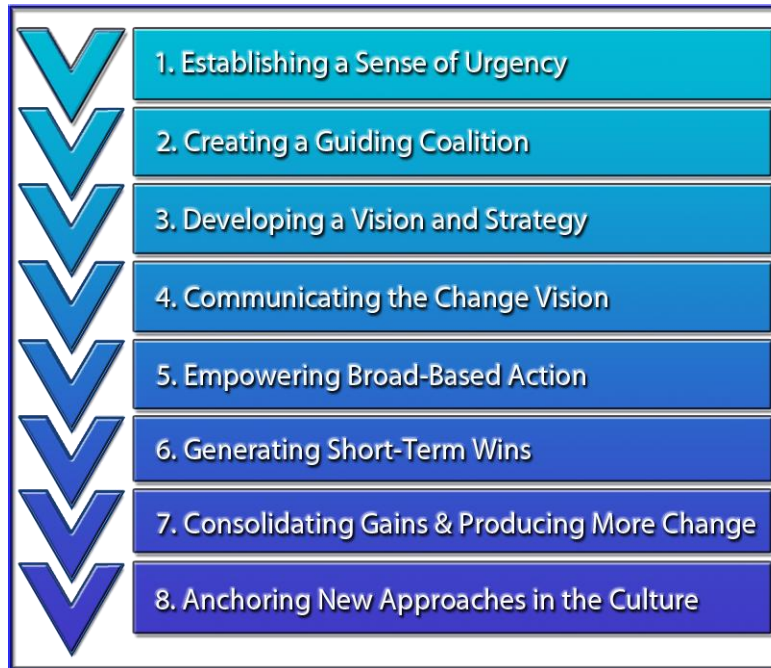 1. Establishing a Sense of Urgency
2. Creating a Guiding Coalition
3. Developing a Vision and Strategy
4. Communicating the Change Vision
5. Empowering Broad-Based Action
6. Generating Short-Term Wins
7. Consolidating Gains & Producing More Change
8. Anchoring New Approaches in the Culture